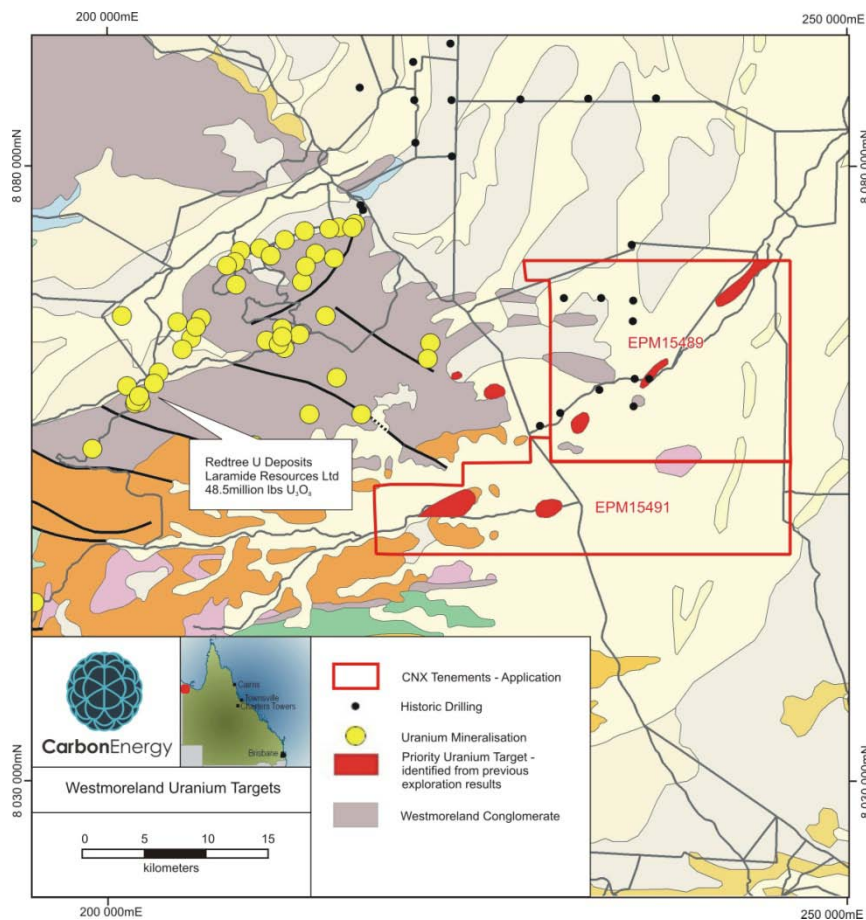 200 000mE
250 000mE
8 080 000mN
8 080 000mN
EPM15489
Redtree U Deposits
Laramide Resources Ltd
48.5million lbs U₃O₈
EPM15491
CarbonEnergy
Cairns
Townsville
Charters Towers
Brisbane
Westmoreland Uranium Targets
0 5 10 15
kilometers
CNX Tenements - Application
Historic Drilling
Uranium Mineralisation
Priority Uranium Target -
identified from previous
exploration results
Westmoreland Conglomerate
8 030 000mN
8 030 000mN
200 000mE
250 000mE